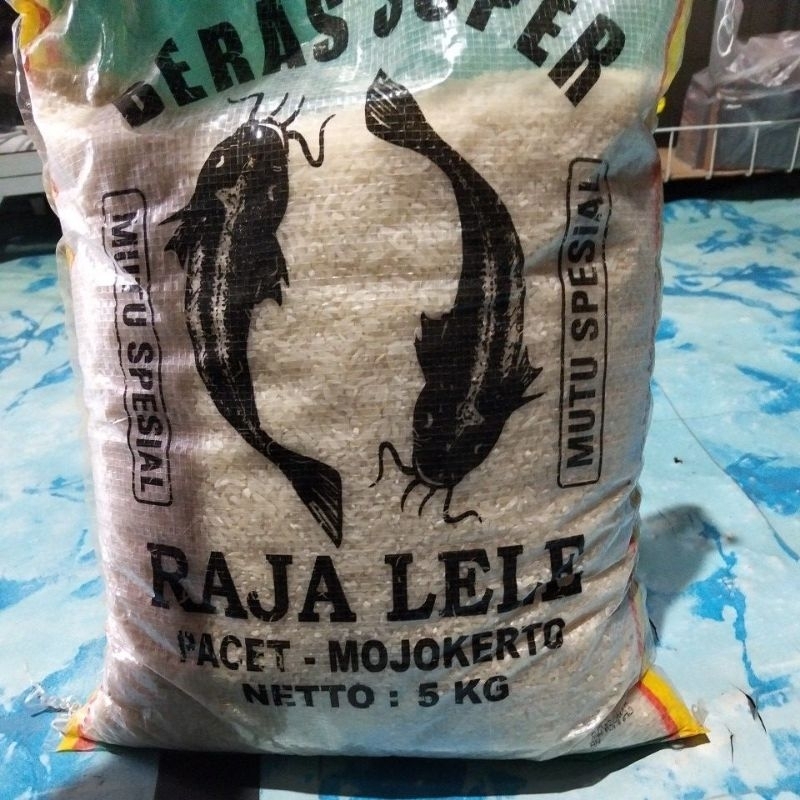 BERAS SUPER
MUTU SPESIAL
MUTU SPESIAL
RAJA LELE
PACET - MOJOKERTO
NETTO : 5 KG